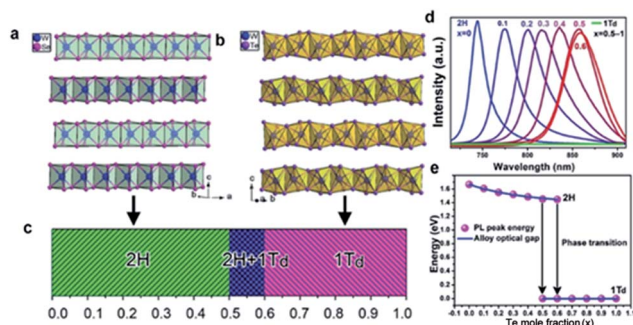 a
W
Se
b
W
Te
c
b
a
c
b
a
c
2H
2H+1Td
1Td
0.0 0.1 0.2 0.3 0.4 0.5 0.6 0.7 0.8 0.9 1.0
d
2H
x=0
0.1
0.2
0.3
0.4
0.5
0.6
1Td
x=0.5-1
Intensity (a.u.)
750 800 850 900
Wavelength (nm)
e
1.6
1.2
0.8
0.4
0.0
Energy (eV)
2H
PL peak energy
Alloy optical gap
Phase transition
1Td
-0.1 0.0 0.1 0.2 0.3 0.4 0.5 0.6 0.7 0.8 0.9 1.0 1.1
Te mole fraction (x)